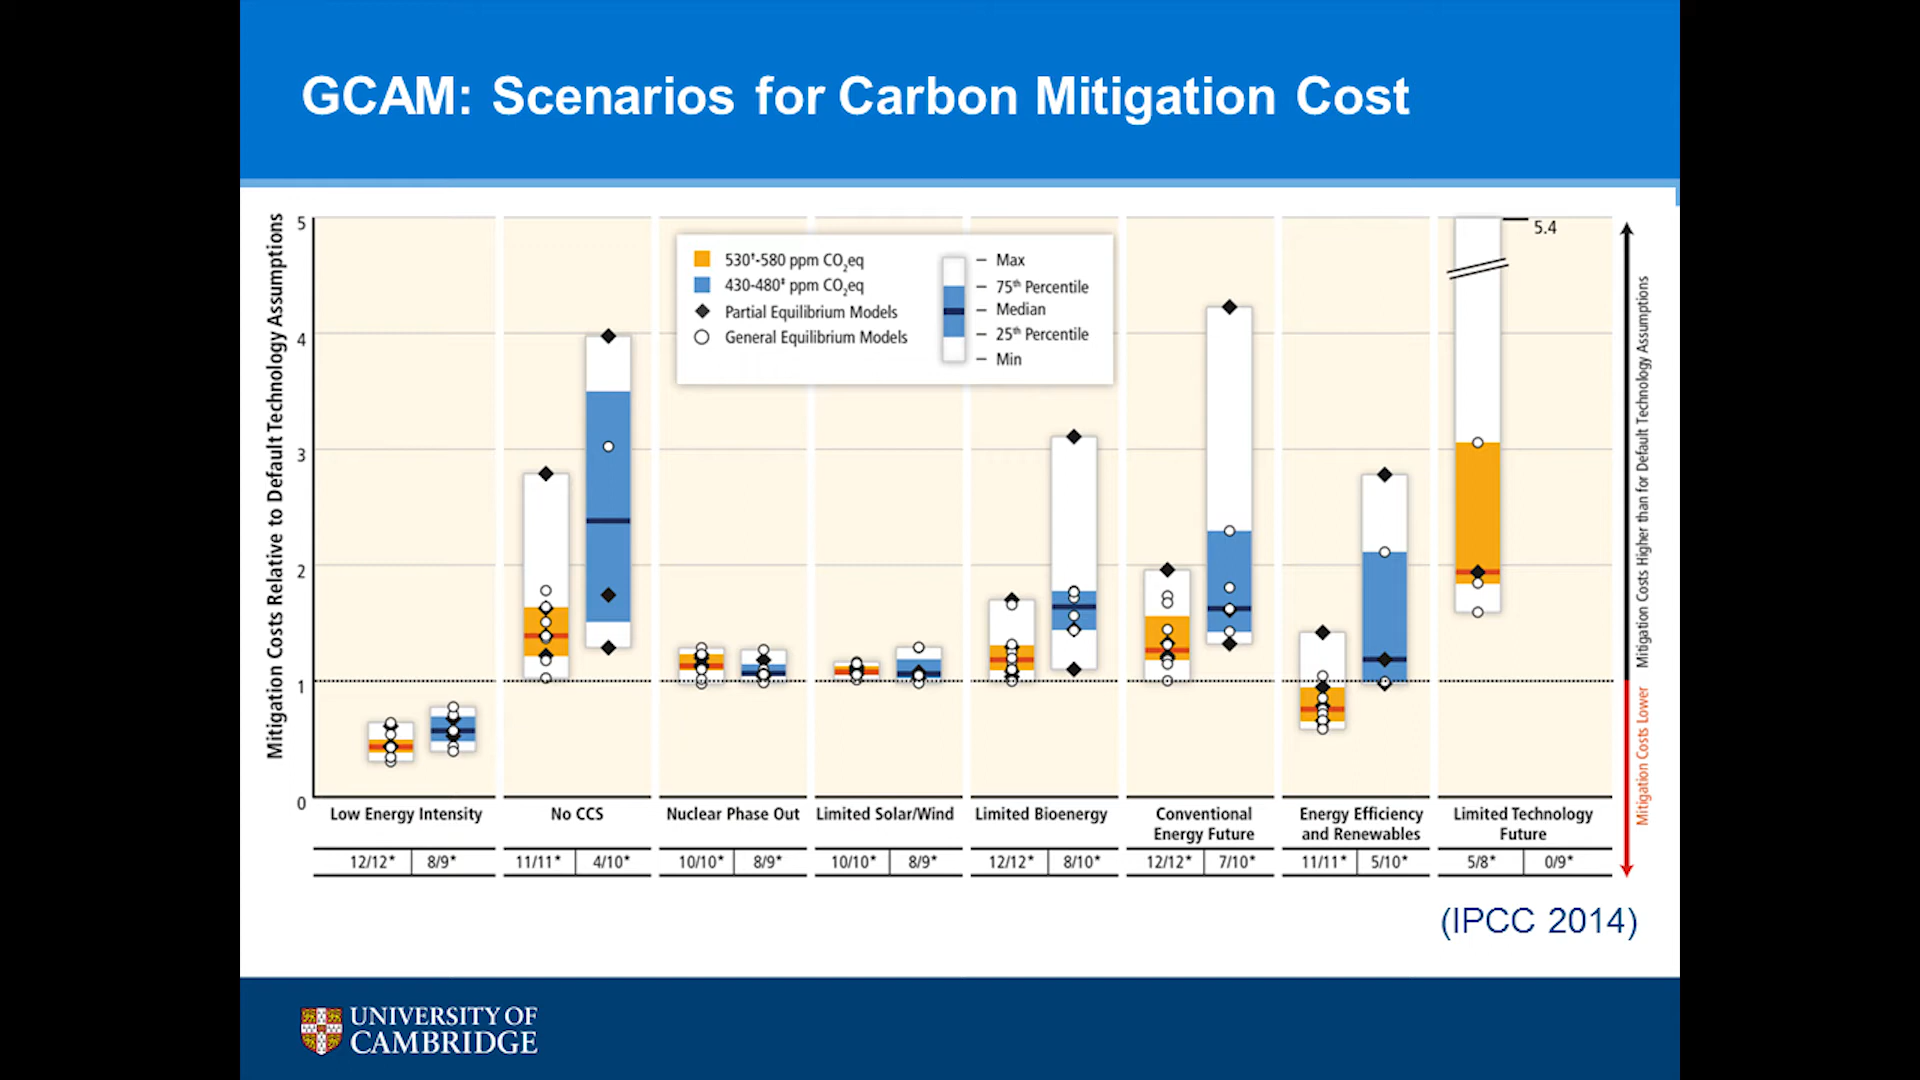 GCAM: Scenarios for Carbon Mitigation Cost
Mitigation Costs Relative to Default Technology Assumptions
5
4
3
2
1
0
530†-580 ppm CO2eq
430-480‡ ppm CO2eq
Partial Equilibrium Models
General Equilibrium Models
Max
75th Percentile
Median
25th Percentile
Min
5.4
Mitigation Costs Higher than for Default Technology Assumptions
Mitigation Costs Lower
Low Energy Intensity
No CCS
Nuclear Phase Out
Limited Solar/Wind
Limited Bioenergy
Conventional
Energy Future
Energy Efficiency
and Renewables
Limited Technology
Future
12/12* 8/9* 11/11* 4/10* 10/10* 8/9* 10/10* 8/9* 12/12* 8/10* 12/12* 7/10* 11/11* 5/10* 5/8* 0/9*
(IPCC 2014)
UNIVERSITY OF
CAMBRIDGE